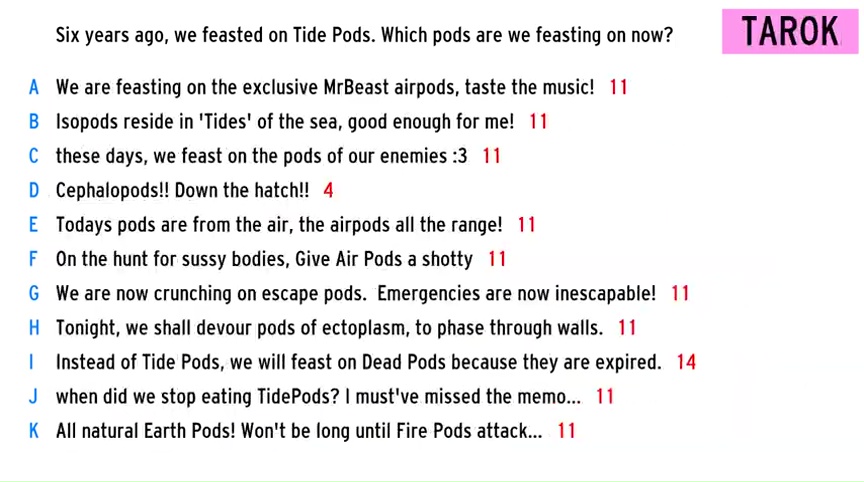 Six years ago, we feasted on Tide Pods. Which pods are we feasting on now?
TAROK
A We are feasting on the exclusive MrBeast airpods, taste the music! 11
B Isopods reside in 'Tides' of the sea, good enough for me! 11
C these days, we feast on the pods of our enemies :3 11
D Cephalopods!! Down the hatch!! 4
E Todays pods are from the air, the airpods all the range! 11
F On the hunt for sussy bodies, Give Air Pods a shotty 11
G We are now crunching on escape pods. Emergencies are now inescapable! 11
H Tonight, we shall devour pods of ectoplasm, to phase through walls. 11
I Instead of Tide Pods, we will feast on Dead Pods because they are expired. 14
J when did we stop eating TidePods? I must've missed the memo... 11
K All natural Earth Pods! Won't be long until Fire Pods attack... 11